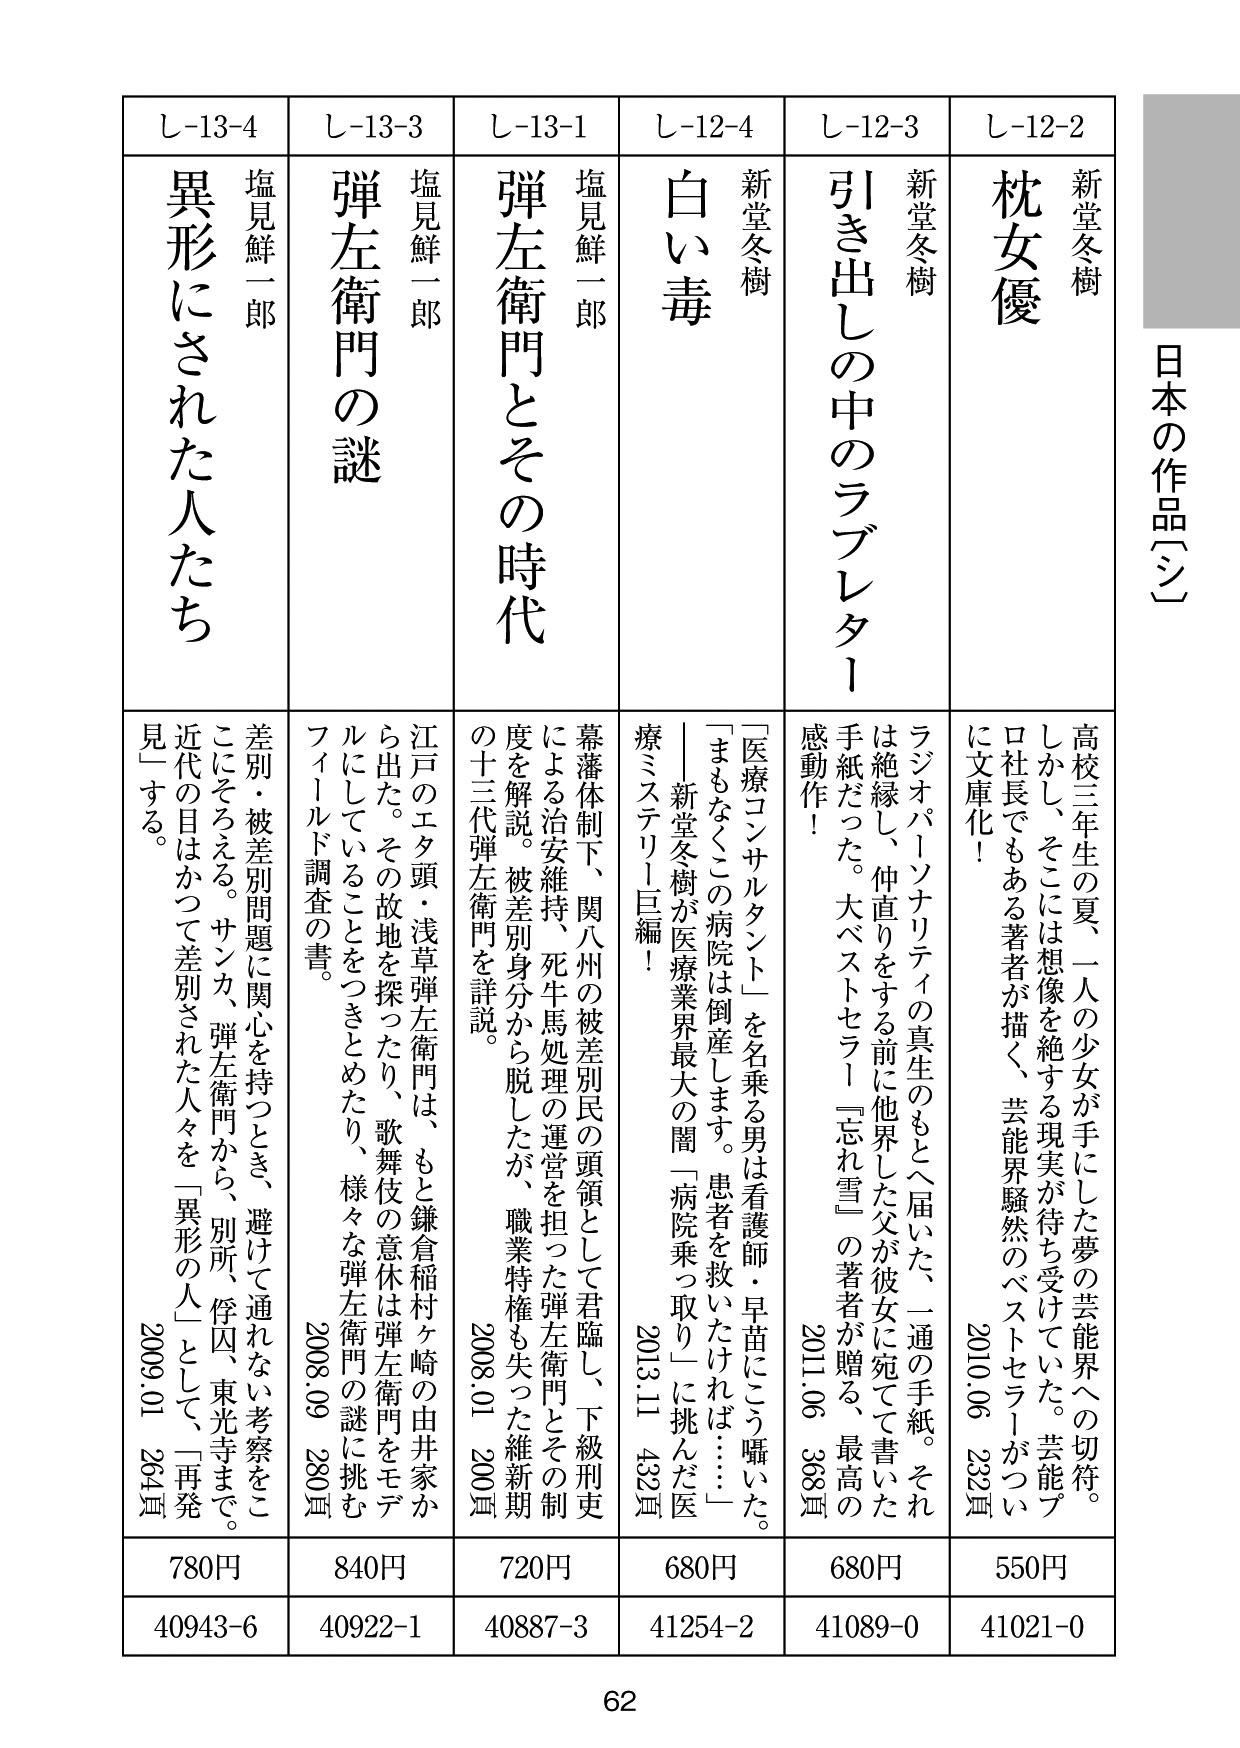 日本の作品〔シ〕
し-12-2
新堂冬樹
枕女優
高校三年生の夏、一人の少女が手にした夢の芸能界への切符。
しかし、そこには想像を絶する現実が待ち受けていた。芸能プ
ロ社長でもある著者が描く、芸能界騒然のベストセラーがつい
に文庫化！
2010.06 232頁
550円
41021-0
し-12-3
新堂冬樹
引き出しの中のラブレター
ラジオパーソナリティの真生のもとへ届いた、一通の手紙。それ
は絶縁し、仲直りをする前に他界した父が彼女に宛てて書いた
手紙だった。大ベストセラー『忘れ雪』の著者が贈る、最高の
感動作！
2011.06 368頁
680円
41089-0
し-12-4
新堂冬樹
白い毒
「医療コンサルタント」を名乗る男は看護師・早苗にこう囁いた。
「まもなくこの病院は倒産します。患者を救いたければ……」
――新堂冬樹が医療業界最大の闇「病院乗っ取り」に挑んだ医
療ミステリー巨編！
2013.11 432頁
680円
41254-2
し-13-1
塩見鮮一郎
弾左衛門とその時代
幕藩体制下、関八州の被差別民の頭領として君臨し、下級刑吏
による治安維持、死牛馬処理の運営を担った弾左衛門とその制
度を解説。被差別身分から脱したが、職業特権も失った維新期
の十三代弾左衛門を詳説。
2008.01 200頁
720円
40887-3
し-13-3
塩見鮮一郎
弾左衛門の謎
江戸のエタ頭・浅草弾左衛門は、もと鎌倉稲村ヶ崎の由井家か
ら出た。その故地を探ったり、歌舞伎の意休は弾左衛門をモデ
ルにしていることをつきとめたり、様々な弾左衛門の謎に挑む
フィールド調査の書。
2008.09 280頁
840円
40922-1
し-13-4
塩見鮮一郎
異形にされた人たち
差別・被差別問題に関心を持つとき、避けて通れない考察をこ
こにそろえる。サンカ、弾左衛門から、別所、俘囚、東光寺まで。
近代の目はかつて差別された人々を「異形の人」として、「再発
見」する。
2009.01 264頁
780円
40943-6
62